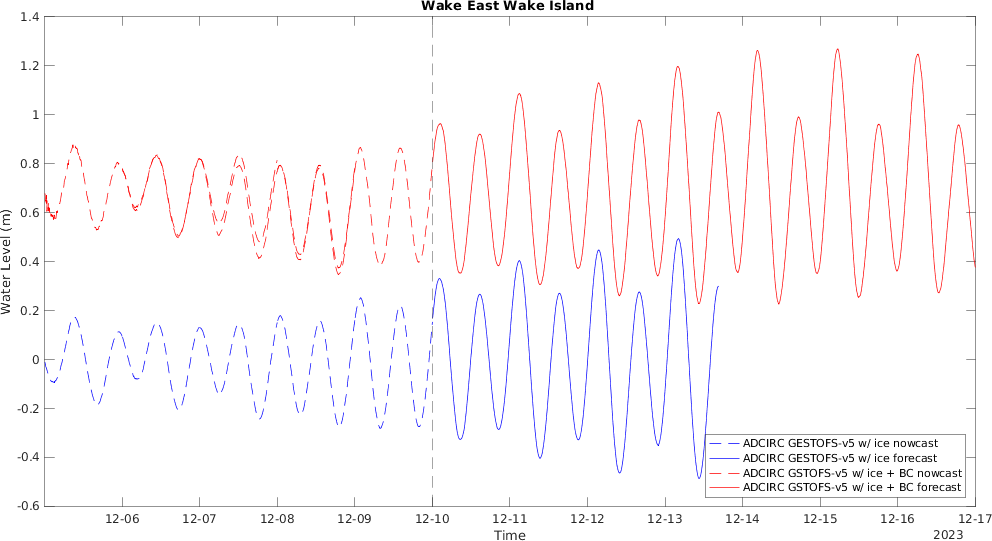 Wake East Wake Island
1.4
1.2
1
0.8
0.6
0.4
0.2
0
-0.2
-0.4
-0.6
Water Level (m)
ADCIRC GESTOFS-v5 w/ ice nowcast
ADCIRC GESTOFS-v5 w/ ice forecast
ADCIRC GSTOFS-v5 w/ ice + BC nowcast
ADCIRC GSTOFS-v5 w/ ice + BC forecast
12-06 12-07 12-08 12-09 12-10 12-11 12-12 12-13 12-14 12-15 12-16 12-17
Time
2023